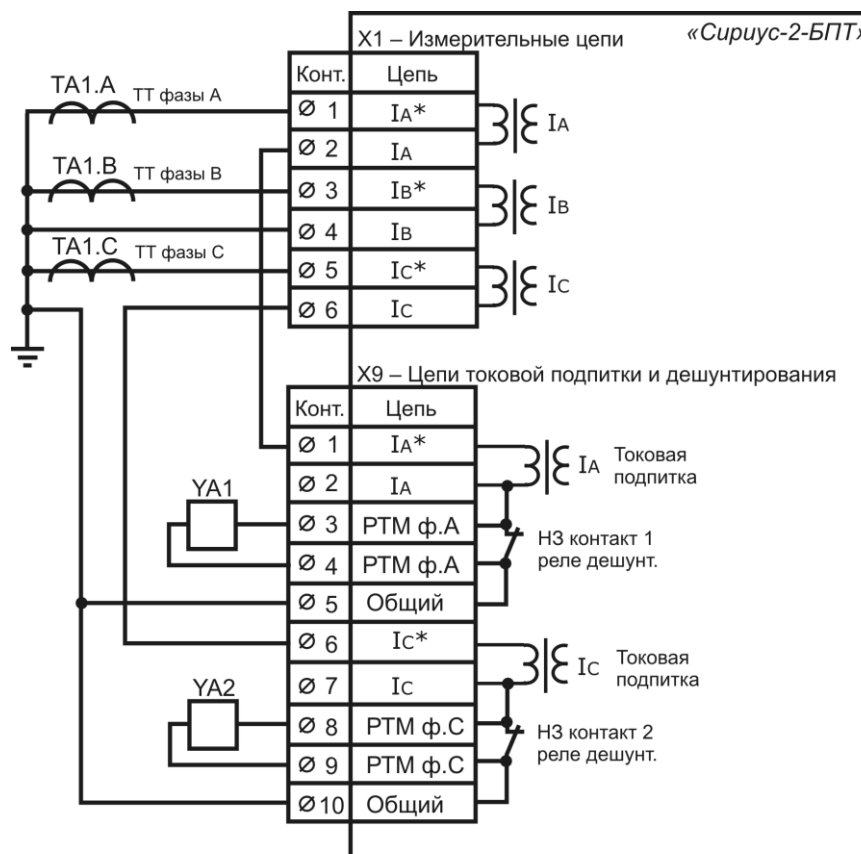 «Сириус-2-БПТ»
X1 – Измерительные цепи
Конт. Цепь
TA1.A ТТ фазы А
Ø 1 IA*
IA
Ø 2 IA
TA1.B ТТ фазы В
Ø 3 IB*
IB
Ø 4 IB
TA1.C ТТ фазы С
Ø 5 IC*
IC
Ø 6 IC
X9 – Цепи токовой подпитки и дешунтирования
Конт. Цепь
Ø 1 IA*
IA Токовая
подпитка
Ø 2 IA
YA1
Ø 3 РТМ ф.А
НЗ контакт 1
реле дешунт.
Ø 4 РТМ ф.А
Ø 5 Общий
Ø 6 IC*
IC Токовая
подпитка
Ø 7 IC
YA2
Ø 8 РТМ ф.С
НЗ контакт 2
реле дешунт.
Ø 9 РТМ ф.С
Ø 10 Общий